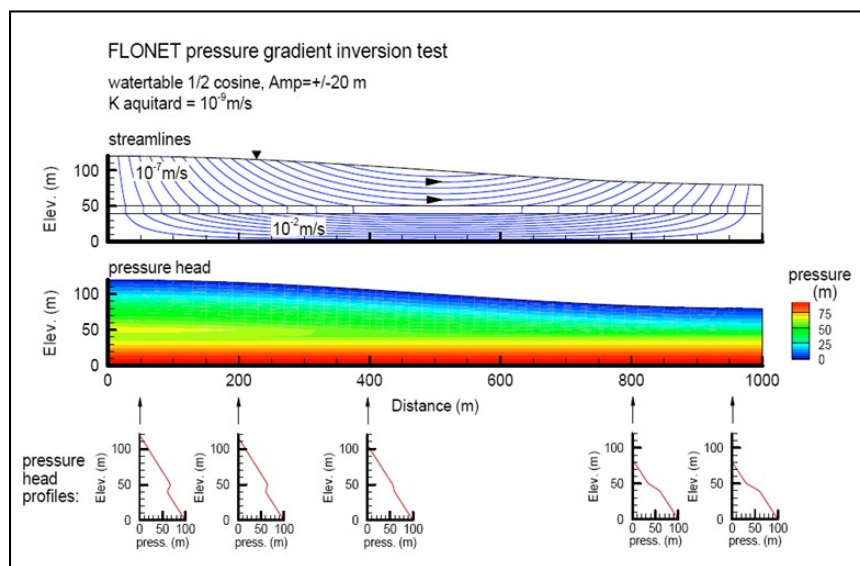 FLONET pressure gradient inversion test
watertable 1/2 cosine, Amp=+/-20 m
K aquitard = 10⁻⁹m/s
streamlines
Elev. (m)
100
50
0
10⁻⁷m/s
10⁻²m/s
pressure head
Elev. (m)
100
50
0
0
200
400
600
800
1000
Distance (m)
pressure
(m)
75
50
25
0
pressure
head
profiles:
Elev. (m)
100
50
0
0 50 100
press. (m)
Elev. (m)
100
50
0
0 50 100
press. (m)
Elev. (m)
100
50
0
0 50 100
press. (m)
Elev. (m)
100
50
0
0 50 100
press. (m)
Elev. (m)
100
50
0
0 50 100
press. (m)